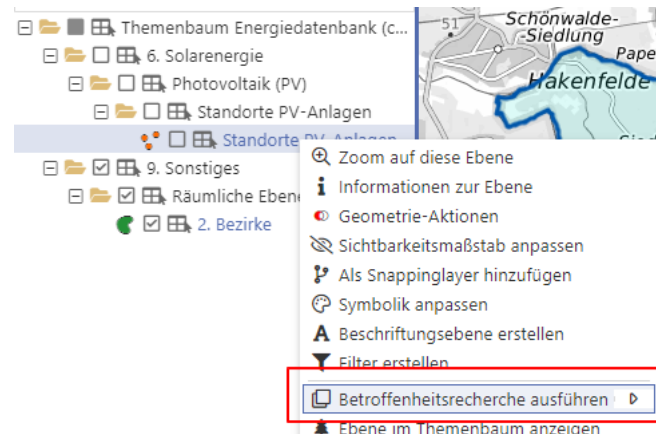 Themenbaum Energiedatenbank (c...
6. Solarenergie
Photovoltaik (PV)
Standorte PV-Anlagen
Standorte PV-Anlagen
9. Sonstiges
Räumliche Ebene
2. Bezirke
51
Schönwalde-
-Siedlung
Pape
Hakenfelde
Zoom auf diese Ebene
Informationen zur Ebene
Geometrie-Aktionen
Sichtbarkeitsmaßstab anpassen
Als Snappinglayer hinzufügen
Symbolik anpassen
Beschriftungsebene erstellen
Filter erstellen
Betroffenheitsrecherche ausführen
Ebene im Themenbaum anzeigen